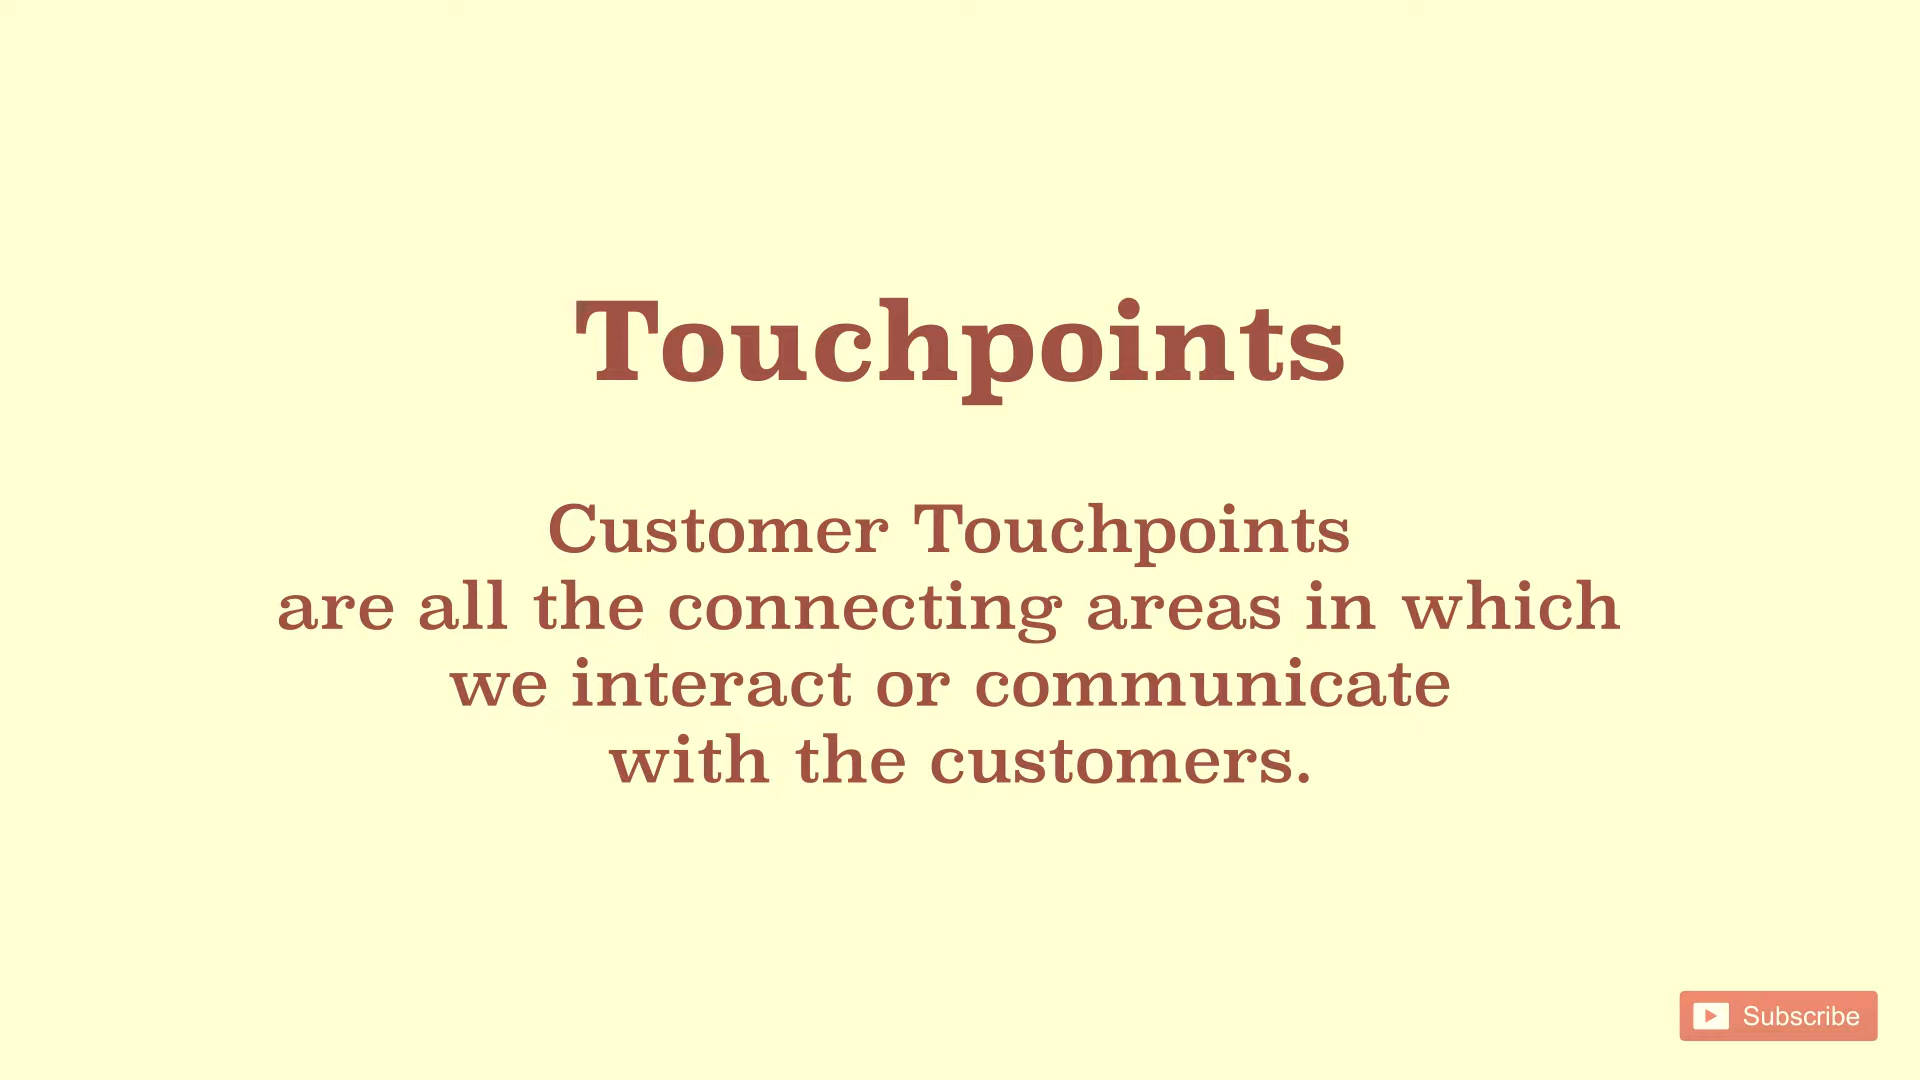 Touchpoints
Customer Touchpoints
are all the connecting areas in which
we interact or communicate
with the customers.
Subscribe